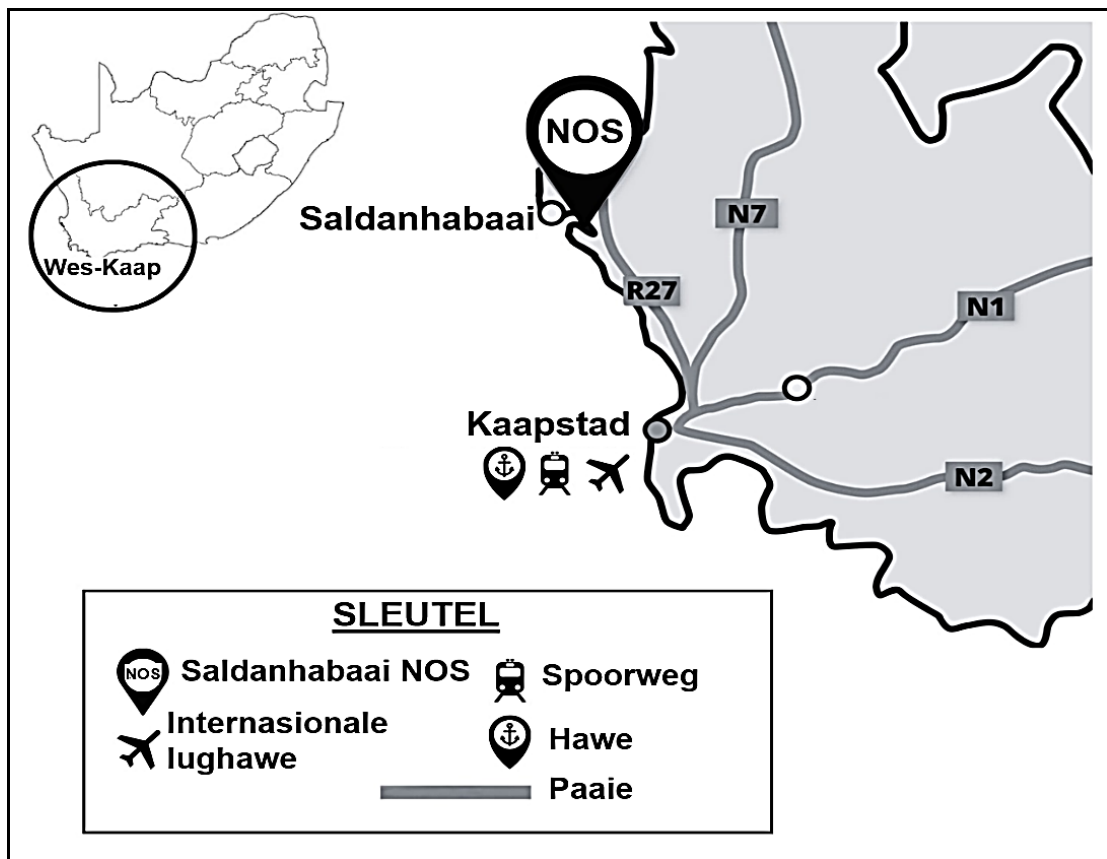 NOS
Saldanhabaai
N7
Wes-Kaap
R27
N1
Kaapstad
N2
SLEUTEL
NOS
Saldanhabaai NOS
Spoorweg
Internasionale
lughawe
Hawe
Paaie